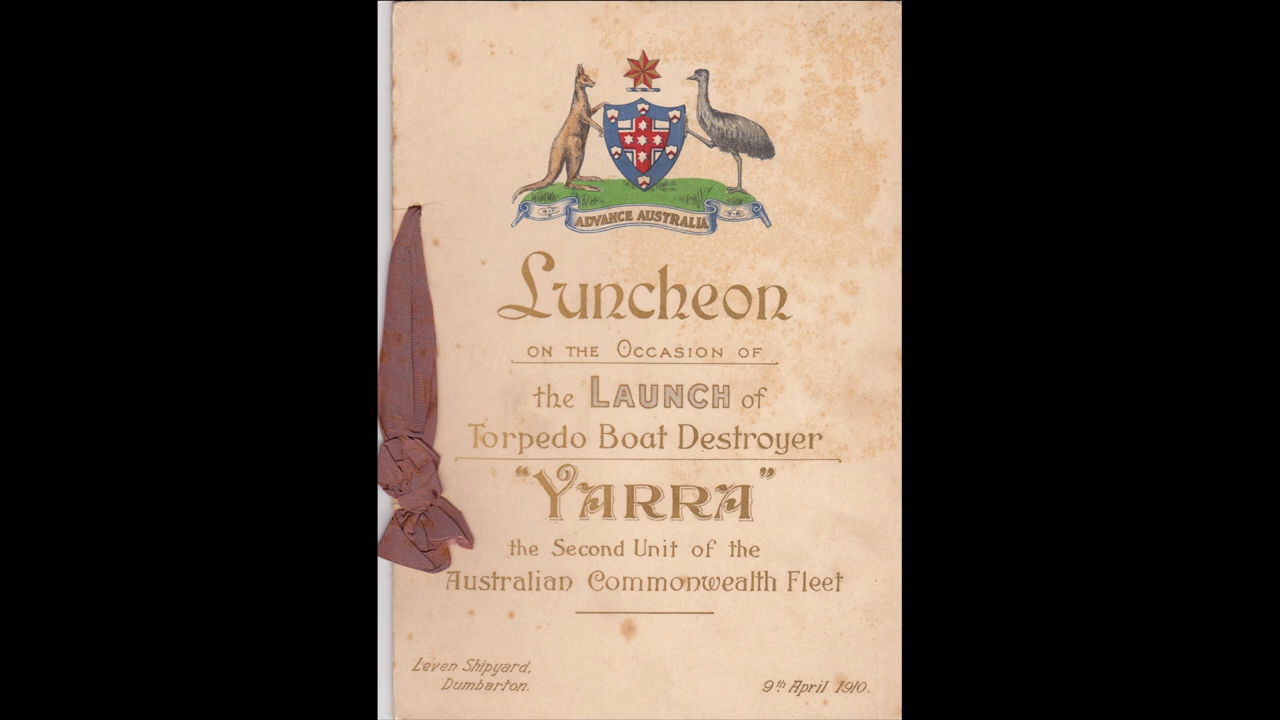 ADVANCE AUSTRALIA
Luncheon
ON THE OCCASION OF
the LAUNCH of
Torpedo Boat Destroyer
"YARRA"
the Second Unit of the
Australian Commonwealth Fleet
Leven Shipyard,
Dumbarton.
9th April 1910.